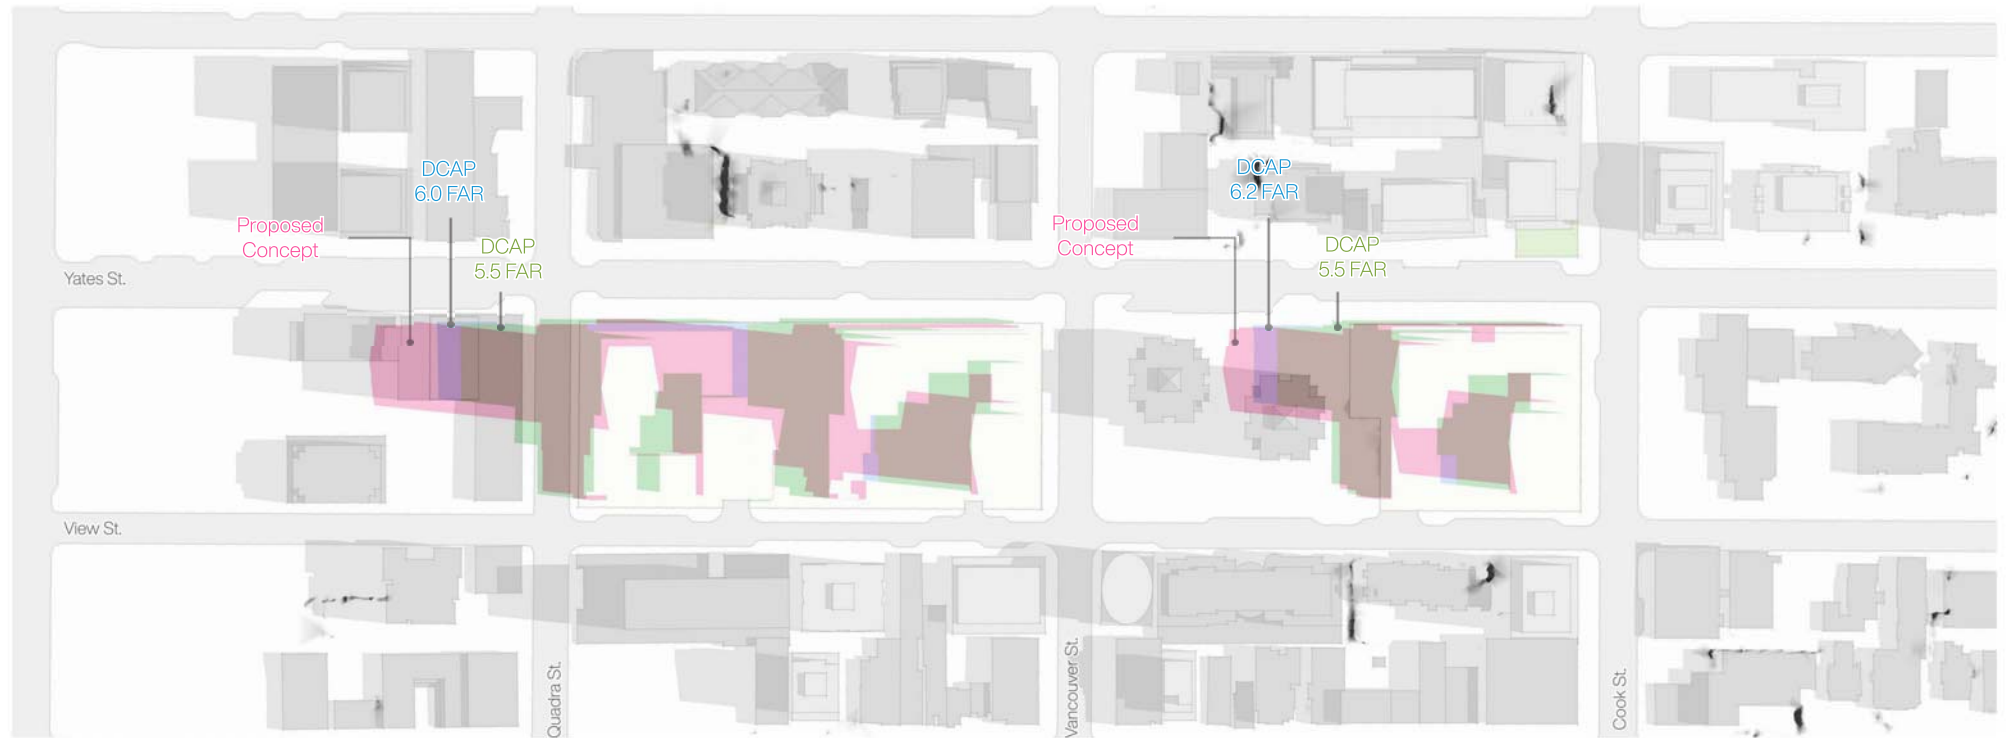 DCAP
6.0 FAR
Proposed
Concept
DCAP
5.5 FAR
DCAP
6.2 FAR
Proposed
Concept
DCAP
5.5 FAR
Yates St.
View St.
Quadra St.
Vancouver St.
Cook St.